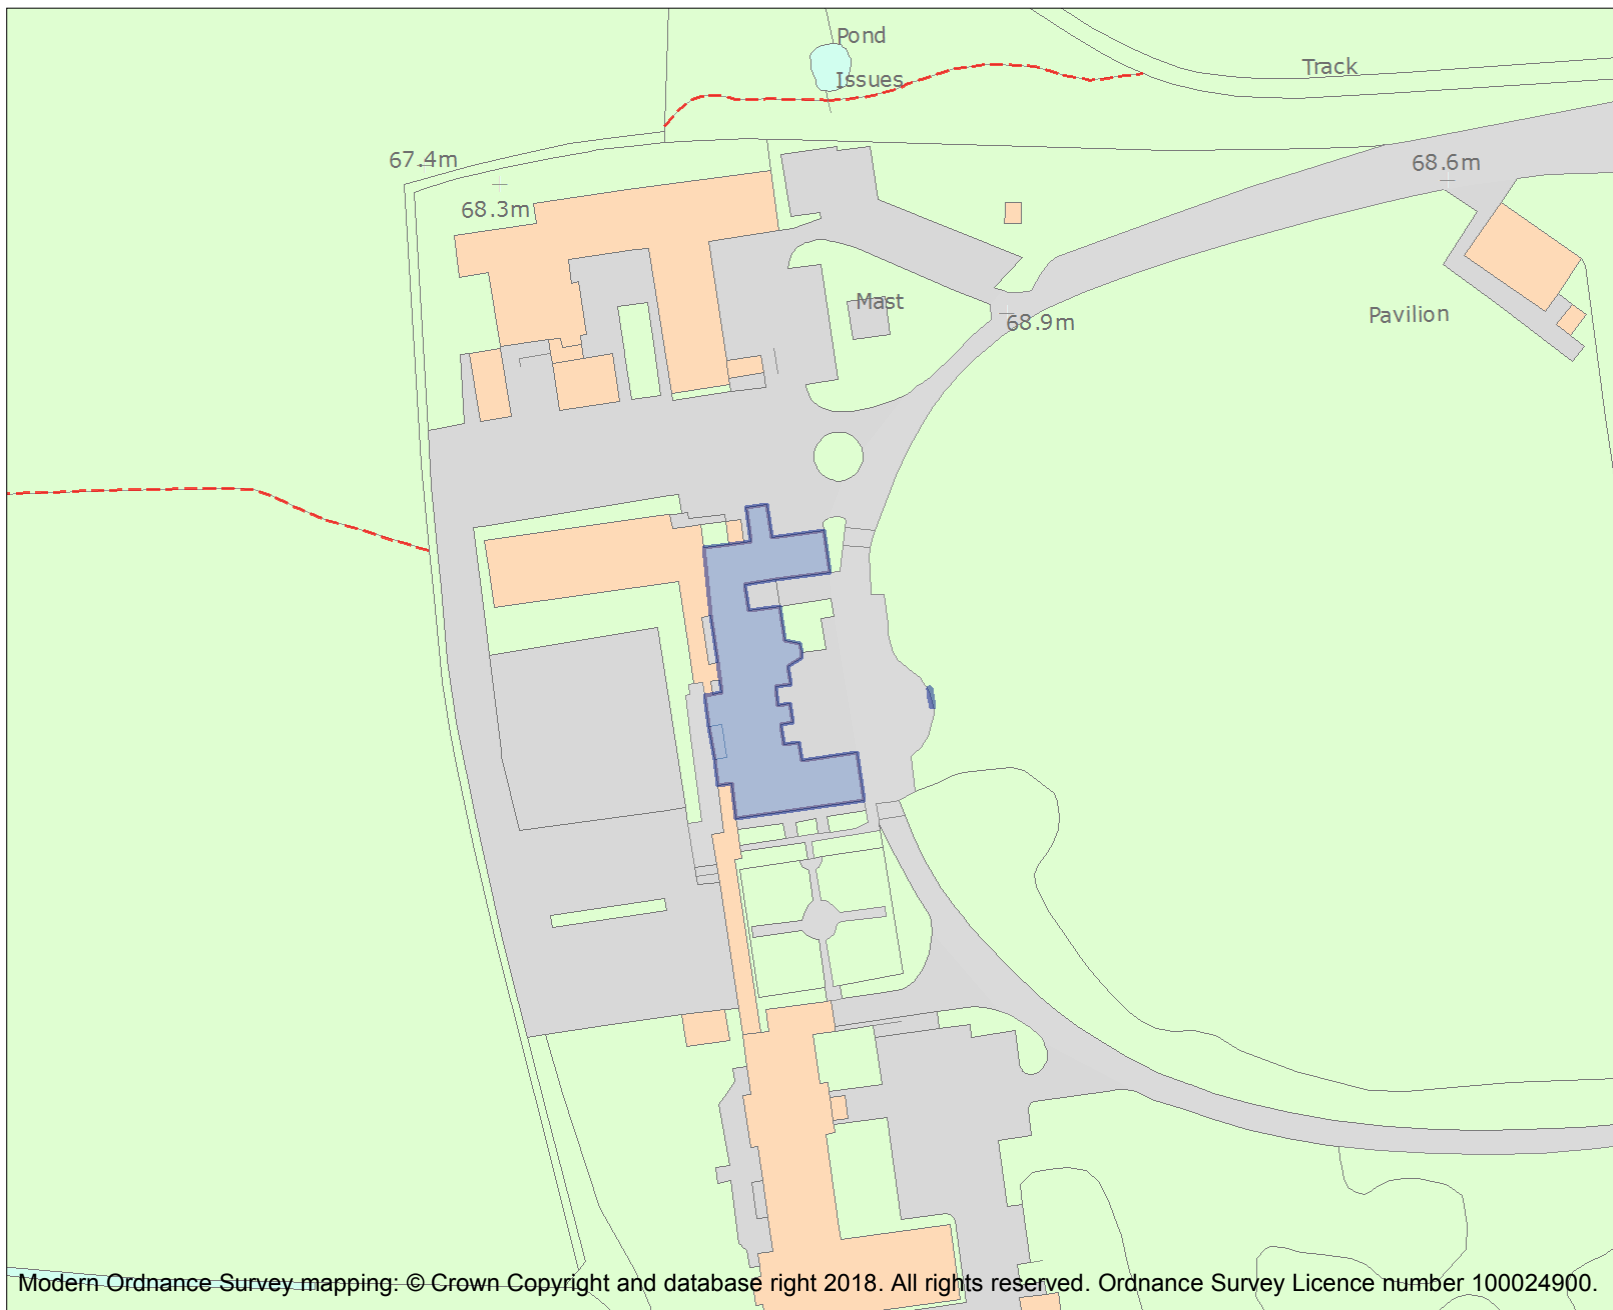 Pond
Issues
Track
67.4m
68.6m
68.3m
Mast
68.9m
Pavilion
Modern Ordnance Survey mapping: © Crown Copyright and database right 2018. All rights reserved. Ordnance Survey Licence number 100024900.